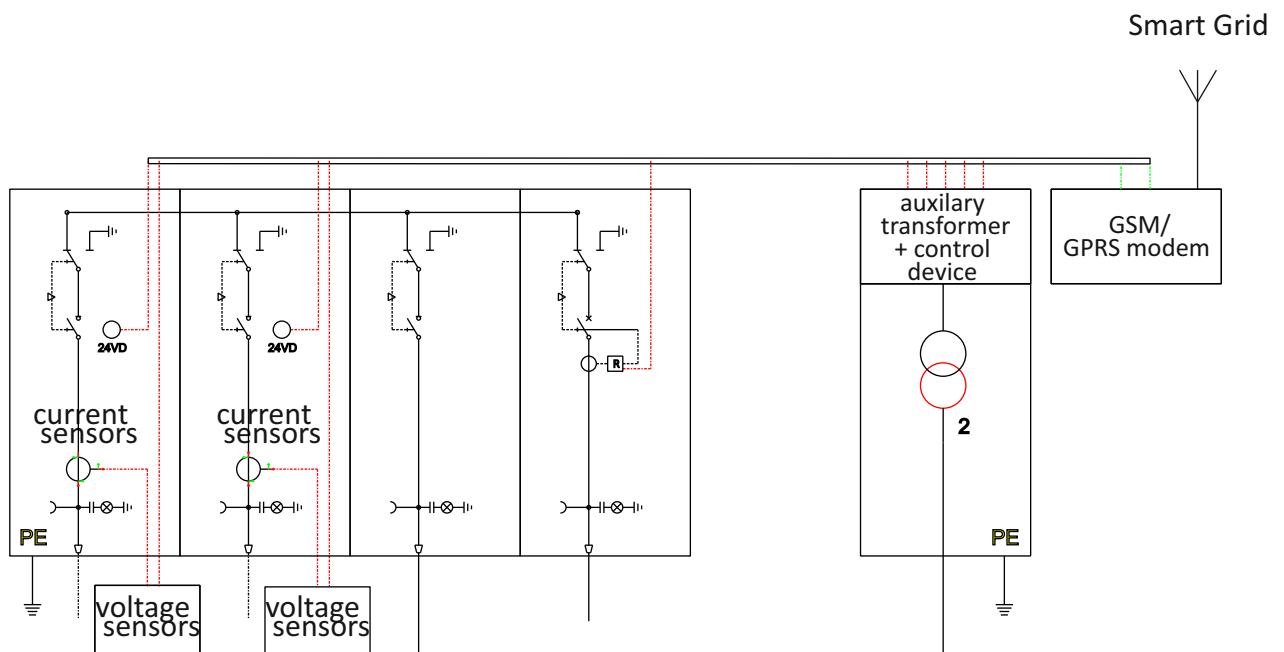 Smart Grid
auxilary
transformer
+ control
device
GSM/
GPRS modem
24VD
24VD
R
current
sensors
current
sensors
2
PE
PE
voltage
sensors
voltage
sensors